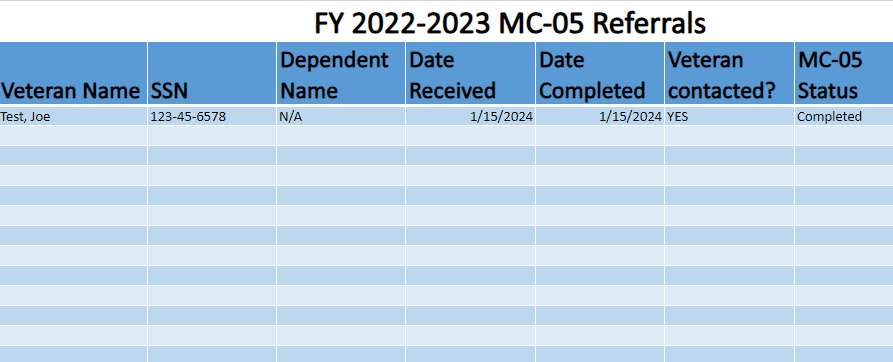 FY 2022-2023 MC-05 Referrals
Veteran Name SSN Dependent Name Date Received Date Completed Veteran contacted? MC-05 Status
Test, Joe 123-45-6578 N/A 1/15/2024 1/15/2024 YES Completed